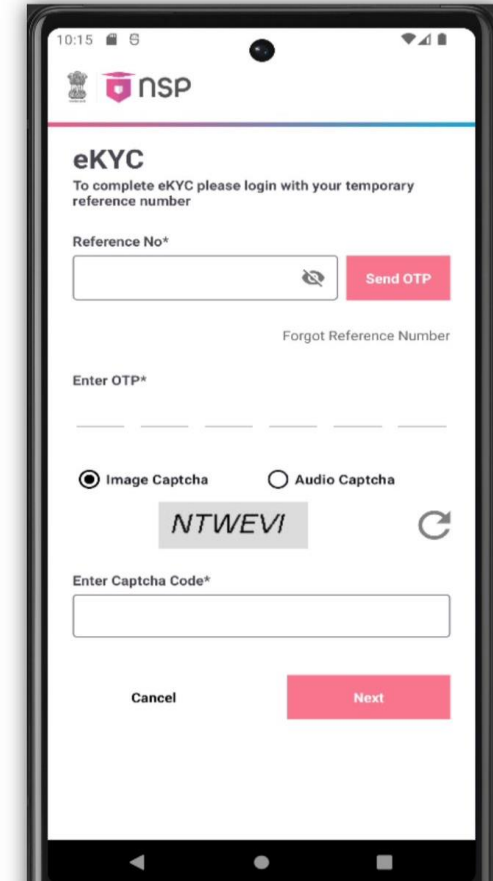 10:15
nsp
eKYC
To complete eKYC please login with your temporary
reference number
Reference No*
Send OTP
Forgot Reference Number
Enter OTP*
Image Captcha
Audio Captcha
NTWEVI
Enter Captcha Code*
Cancel
Next